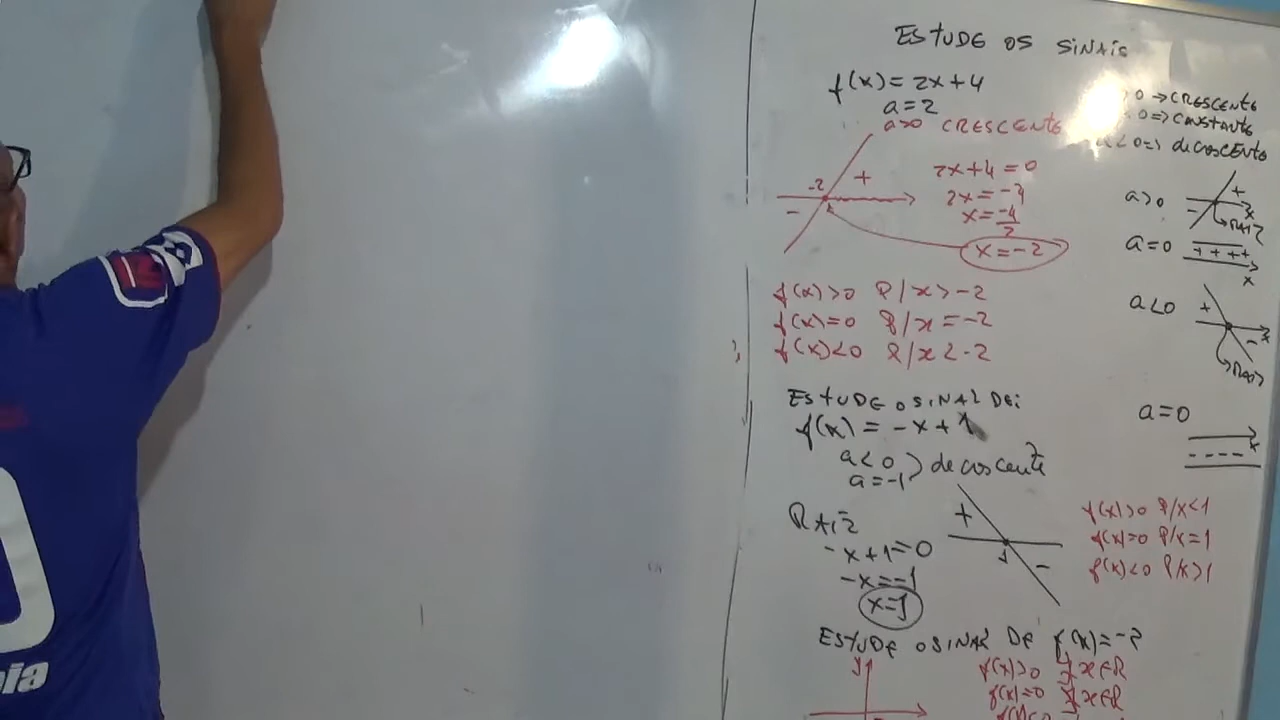 ESTUDE OS SINAIS
f(x) = 2x+4
a=2
a>0 CRESCENTE
2x+4=0
2x=-4
x=-4/2
x=-2
-2
+
-
f(x)>0 P/x>-2
f(x)=0 P/x=-2
f(x)<0 P/x<-2
0 → CRESCENTE
0 => CONSTANTE
a<0 => decrescente
a>0
+
-
RAIZ
x
a=0
++++
x
a<0
+
-
x
RAIZ
a=0
x
----
ESTUDE O SINAL DE:
f(x) = -x+1
a<0 } decrescente
a=-1
RAIZ
-x+1=0
-x=-1
x=1
+
1
-
f(x)>0 P/x<1
f(x)=0 P/x=1
f(x)<0 P/x>1
ESTUDE O SINAL DE f(x)=-2
y
f(x)>0 ∄x∈R
f(x)=0 ∄x∈R
0